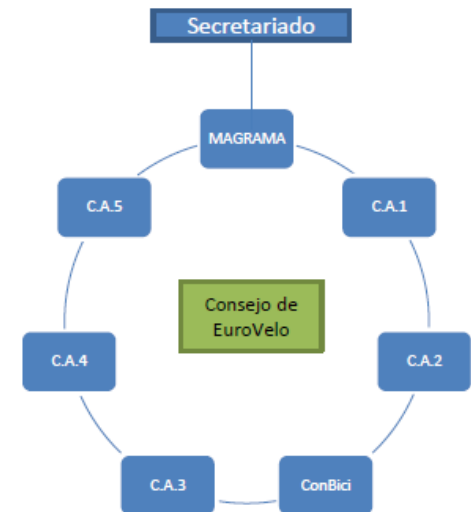 Secretariado
MAGRAMA
C.A.5
C.A.1
Consejo de
EuroVelo
C.A.4
C.A.2
C.A.3
ConBici